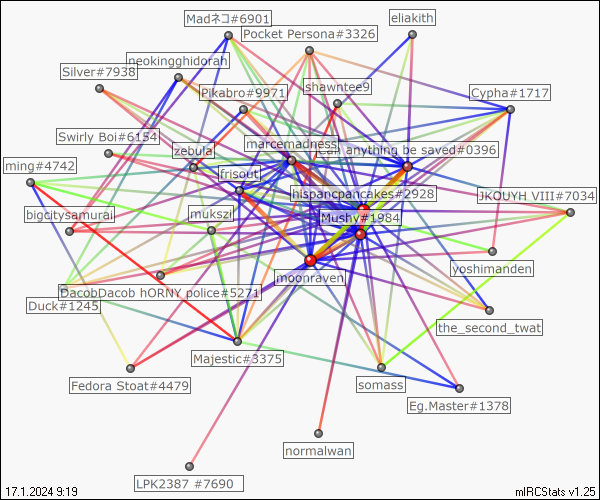 Madネコ#6901
eliakith
Pocket Persona#3326
neokingghidorah
Silver#7938
shawntee9
Cypha#1717
Pikabro#9971
Swirly Boi#6154
marcemadness
can anything be saved#0396
zebula
ming#4742
frisout
hispancpancakes#2928
JKOUYH VIII#7034
bigcitysamurai
mukszi
Mushy#1984
yoshimanden
moonraven
DacobDacob hORNY police#5271
Duck#1245
the_second_twat
Majestic#3375
Fedora Stoat#4479
somass
Eg.Master#1378
normalwan
LPK2387 #7690
17.1.2024 9:19
mIRCStats v1.25